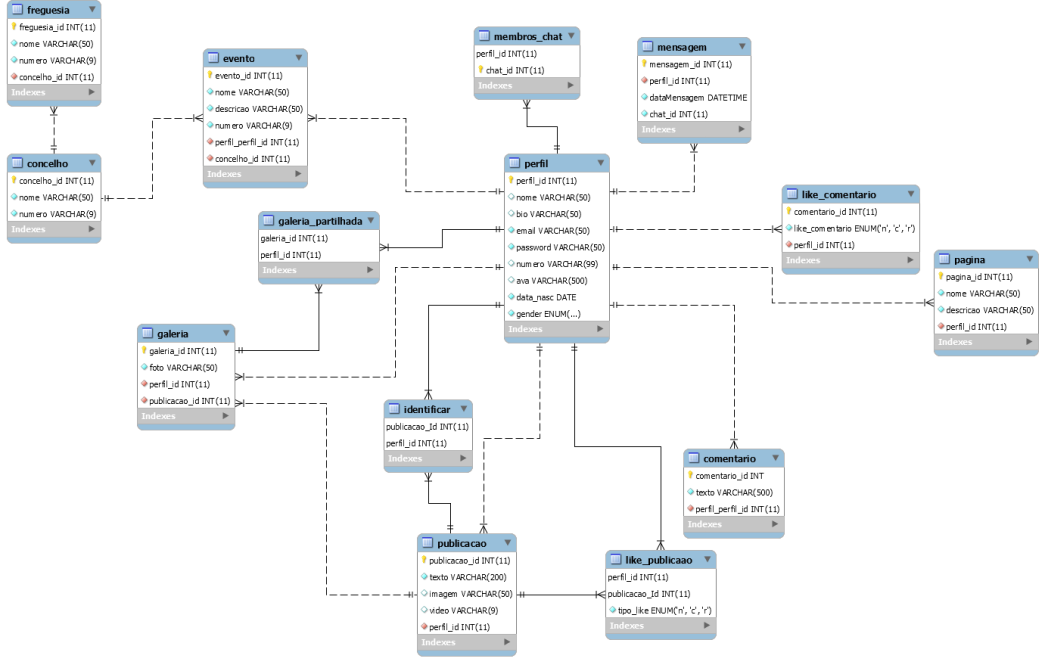 freguesia
freguesia_id INT(11)
nome VARCHAR(50)
numero VARCHAR(9)
concelho_id INT(11)
Indexes
concelho
concelho_id INT(11)
nome VARCHAR(50)
numero VARCHAR(9)
Indexes
evento
evento_id INT(11)
nome VARCHAR(50)
descricao VARCHAR(50)
numero VARCHAR(9)
perfil_perfil_id INT(11)
concelho_id INT(11)
Indexes
membros_chat
perfil_id INT(11)
chat_id INT(11)
Indexes
mensagem
mensagem_id INT(11)
perfil_id INT(11)
dataMensagem DATETIME
chat_id INT(11)
Indexes
perfil
perfil_id INT(11)
nome VARCHAR(50)
bio VARCHAR(50)
email VARCHAR(50)
password VARCHAR(50)
numero VARCHAR(99)
ava VARCHAR(500)
data_nasc DATE
gender ENUM(...)
Indexes
like_comentario
comentario_id INT(11)
like_comentario ENUM('n', 'c', 'r')
perfil_id INT(11)
Indexes
pagina
pagina_id INT(11)
nome VARCHAR(50)
descricao VARCHAR(50)
perfil_id INT(11)
Indexes
galeria_partilhada
galeria_id INT(11)
perfil_id INT(11)
Indexes
galeria
galeria_id INT(11)
foto VARCHAR(50)
perfil_id INT(11)
publicacao_id INT(11)
Indexes
identificar
publicacao_Id INT(11)
perfil_id INT(11)
Indexes
comentario
comentario_id INT
texto VARCHAR(500)
perfil_perfil_id INT(11)
Indexes
publicacao
publicacao_id INT(11)
texto VARCHAR(200)
imagem VARCHAR(50)
video VARCHAR(9)
perfil_id INT(11)
Indexes
like_publicaao
perfil_id INT(11)
publicacao_Id INT(11)
tipo_like ENUM('n', 'c', 'r')
Indexes